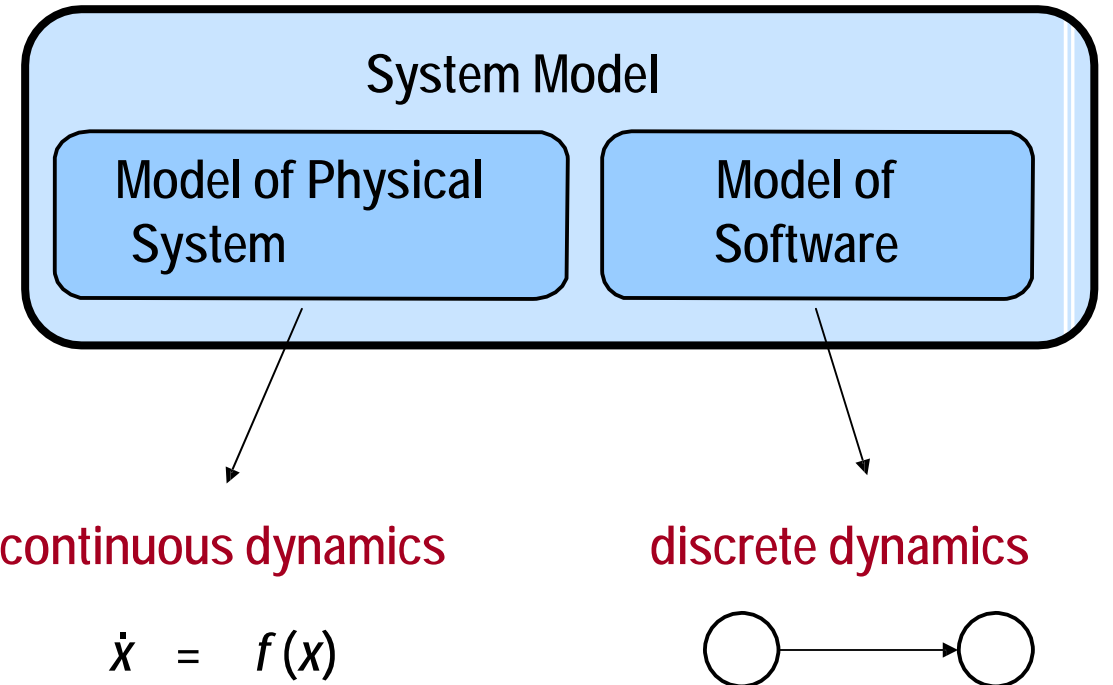 System Model
Model of Physical
System
Model of
Software
continuous dynamics
discrete dynamics
ẋ = f (x)